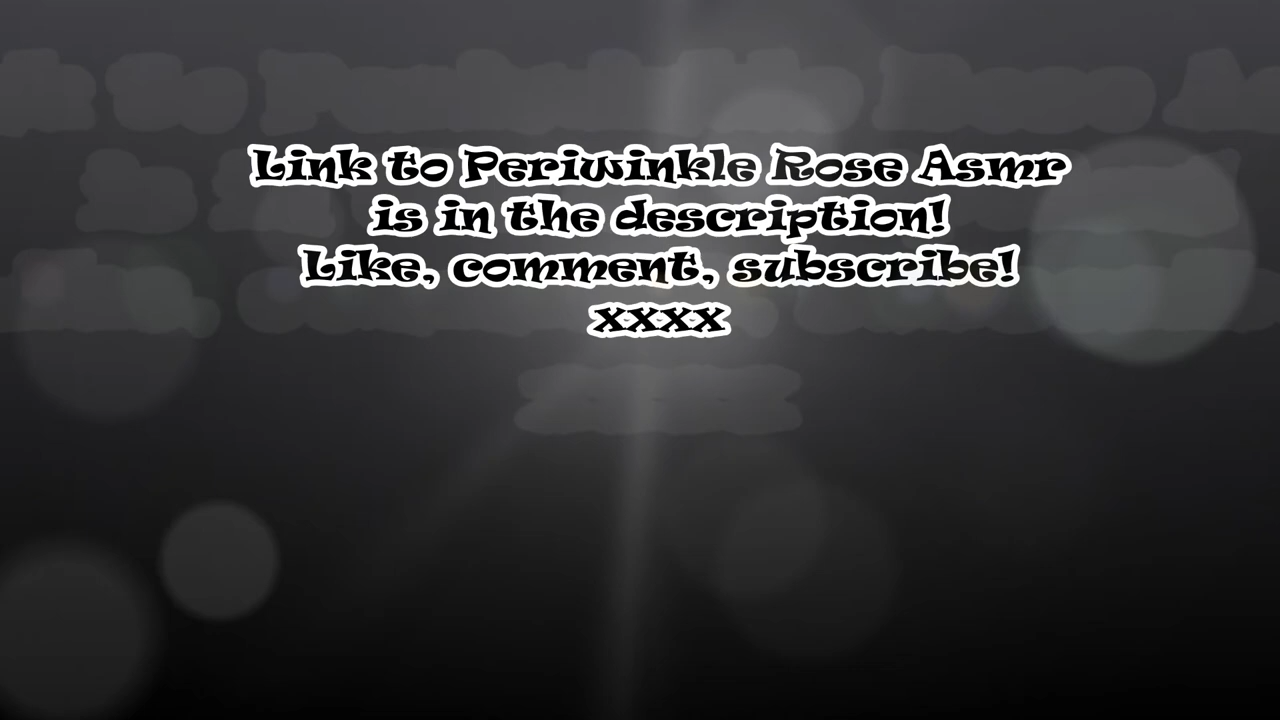 Link to Periwinkle Rose Asmr
is in the description!
Like, comment, subscribe!
xxxx